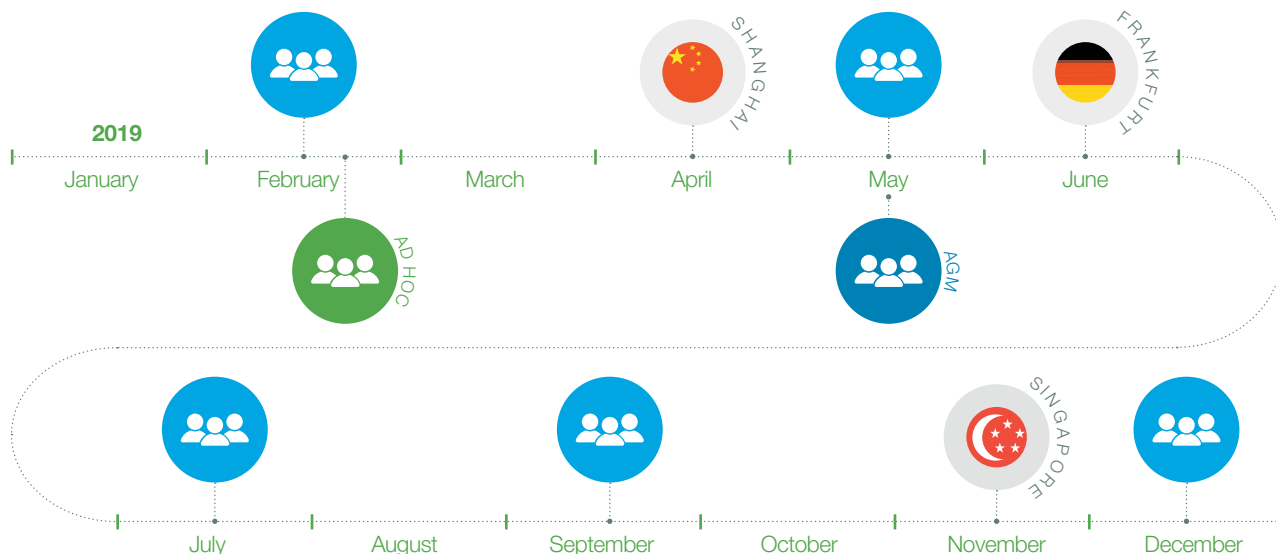 SHANGHAI
FRANKFURT
2019
January
February
March
April
May
June
AD HOC
AGM
SINGAPORE
July
August
September
October
November
December